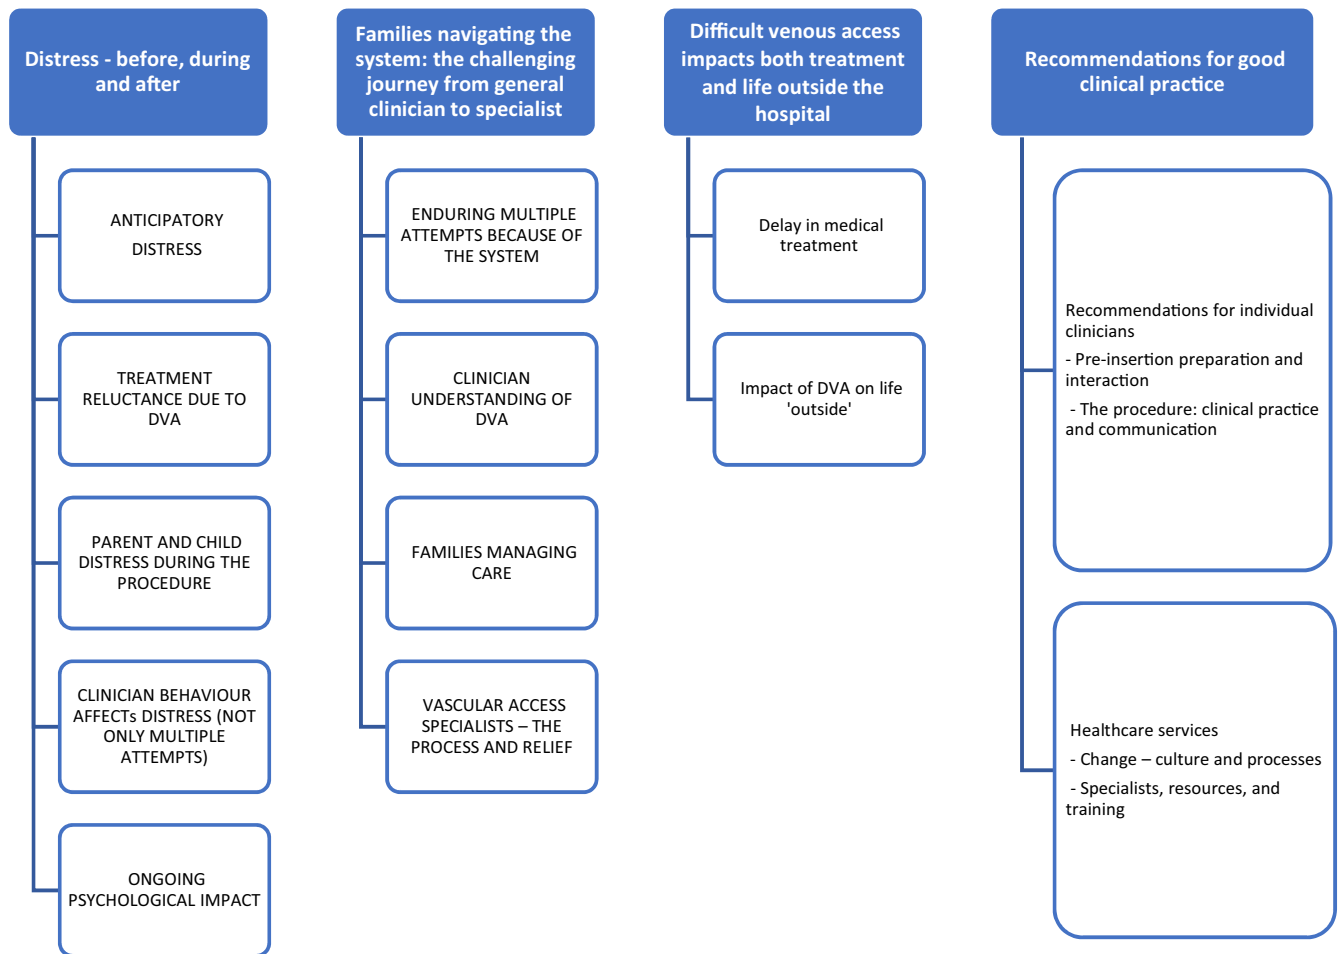 Distress - before, during
and after
ANTICIPATORY
DISTRESS
TREATMENT
RELUCTANCE DUE TO
DVA
PARENT AND CHILD
DISTRESS DURING THE
PROCEDURE
CLINICIAN BEHAVIOUR
AFFECTs DISTRESS (NOT
ONLY MULTIPLE
ATTEMPTS)
ONGOING
PSYCHOLOGICAL IMPACT
Families navigating the
system: the challenging
journey from general
clinician to specialist
ENDURING MULTIPLE
ATTEMPTS BECAUSE OF
THE SYSTEM
CLINICIAN
UNDERSTANDING OF
DVA
FAMILIES MANAGING
CARE
VASCULAR ACCESS
SPECIALISTS – THE
PROCESS AND RELIEF
Difficult venous access
impacts both treatment
and life outside the
hospital
Delay in medical
treatment
Impact of DVA on life
'outside'
Recommendations for good
clinical practice
Recommendations for individual
clinicians
- Pre-insertion preparation and
interaction
- The procedure: clinical practice
and communication
Healthcare services
- Change – culture and processes
- Specialists, resources, and
training